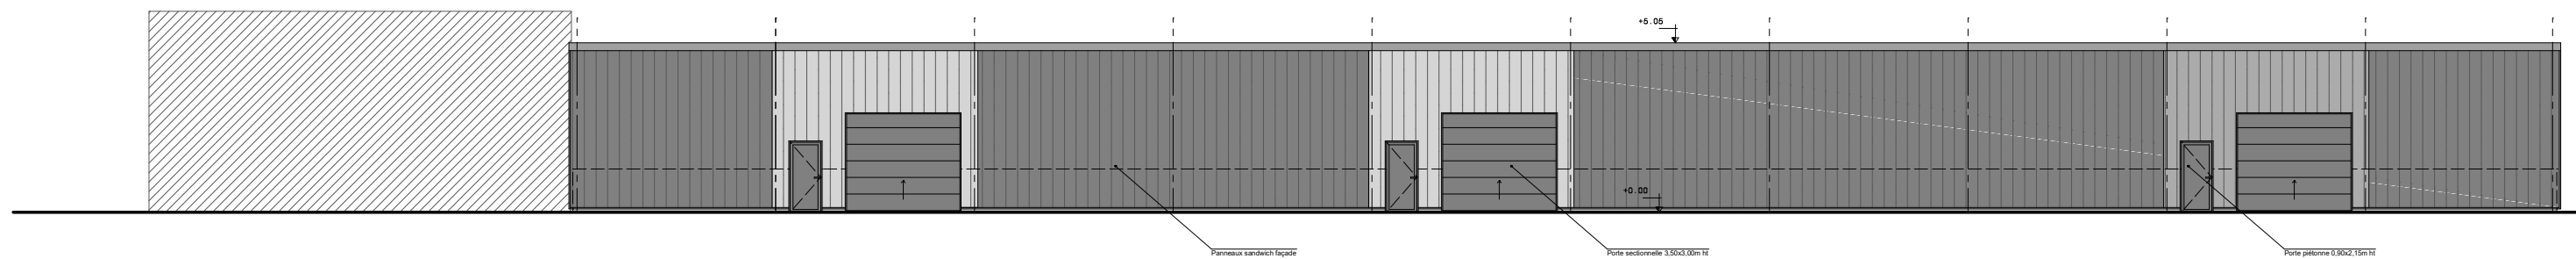 +5.05
+0.00
Panneaux sandwich façade
Porte sectionnelle 3,50x3,00m ht
Porte piétonne 0,90x2,15m ht